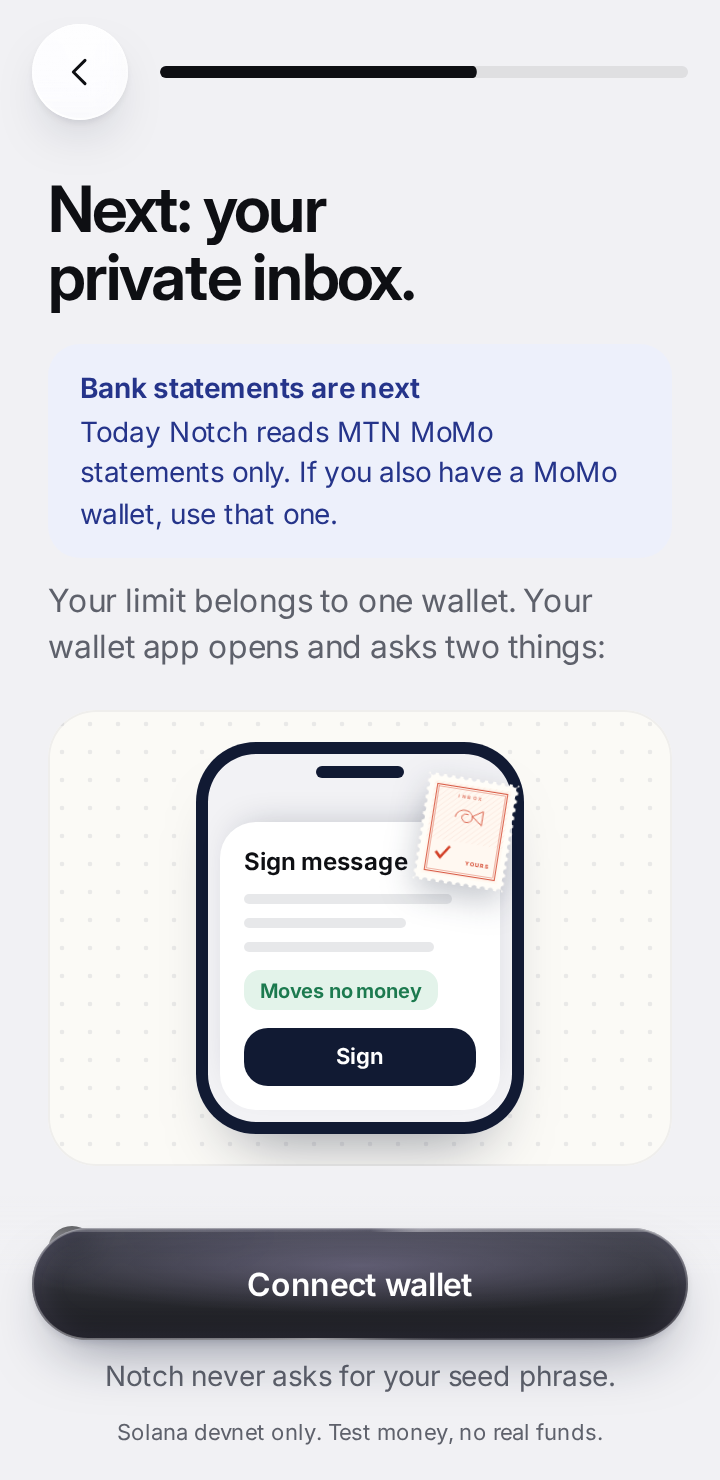 Next: your
private inbox.
Bank statements are next
Today Notch reads MTN MoMo
statements only. If you also have a MoMo
wallet, use that one.
Your limit belongs to one wallet. Your
wallet app opens and asks two things:
INBOX
Sign message
YOURS
Moves no money
Sign
Connect wallet
Notch never asks for your seed phrase.
Solana devnet only. Test money, no real funds.